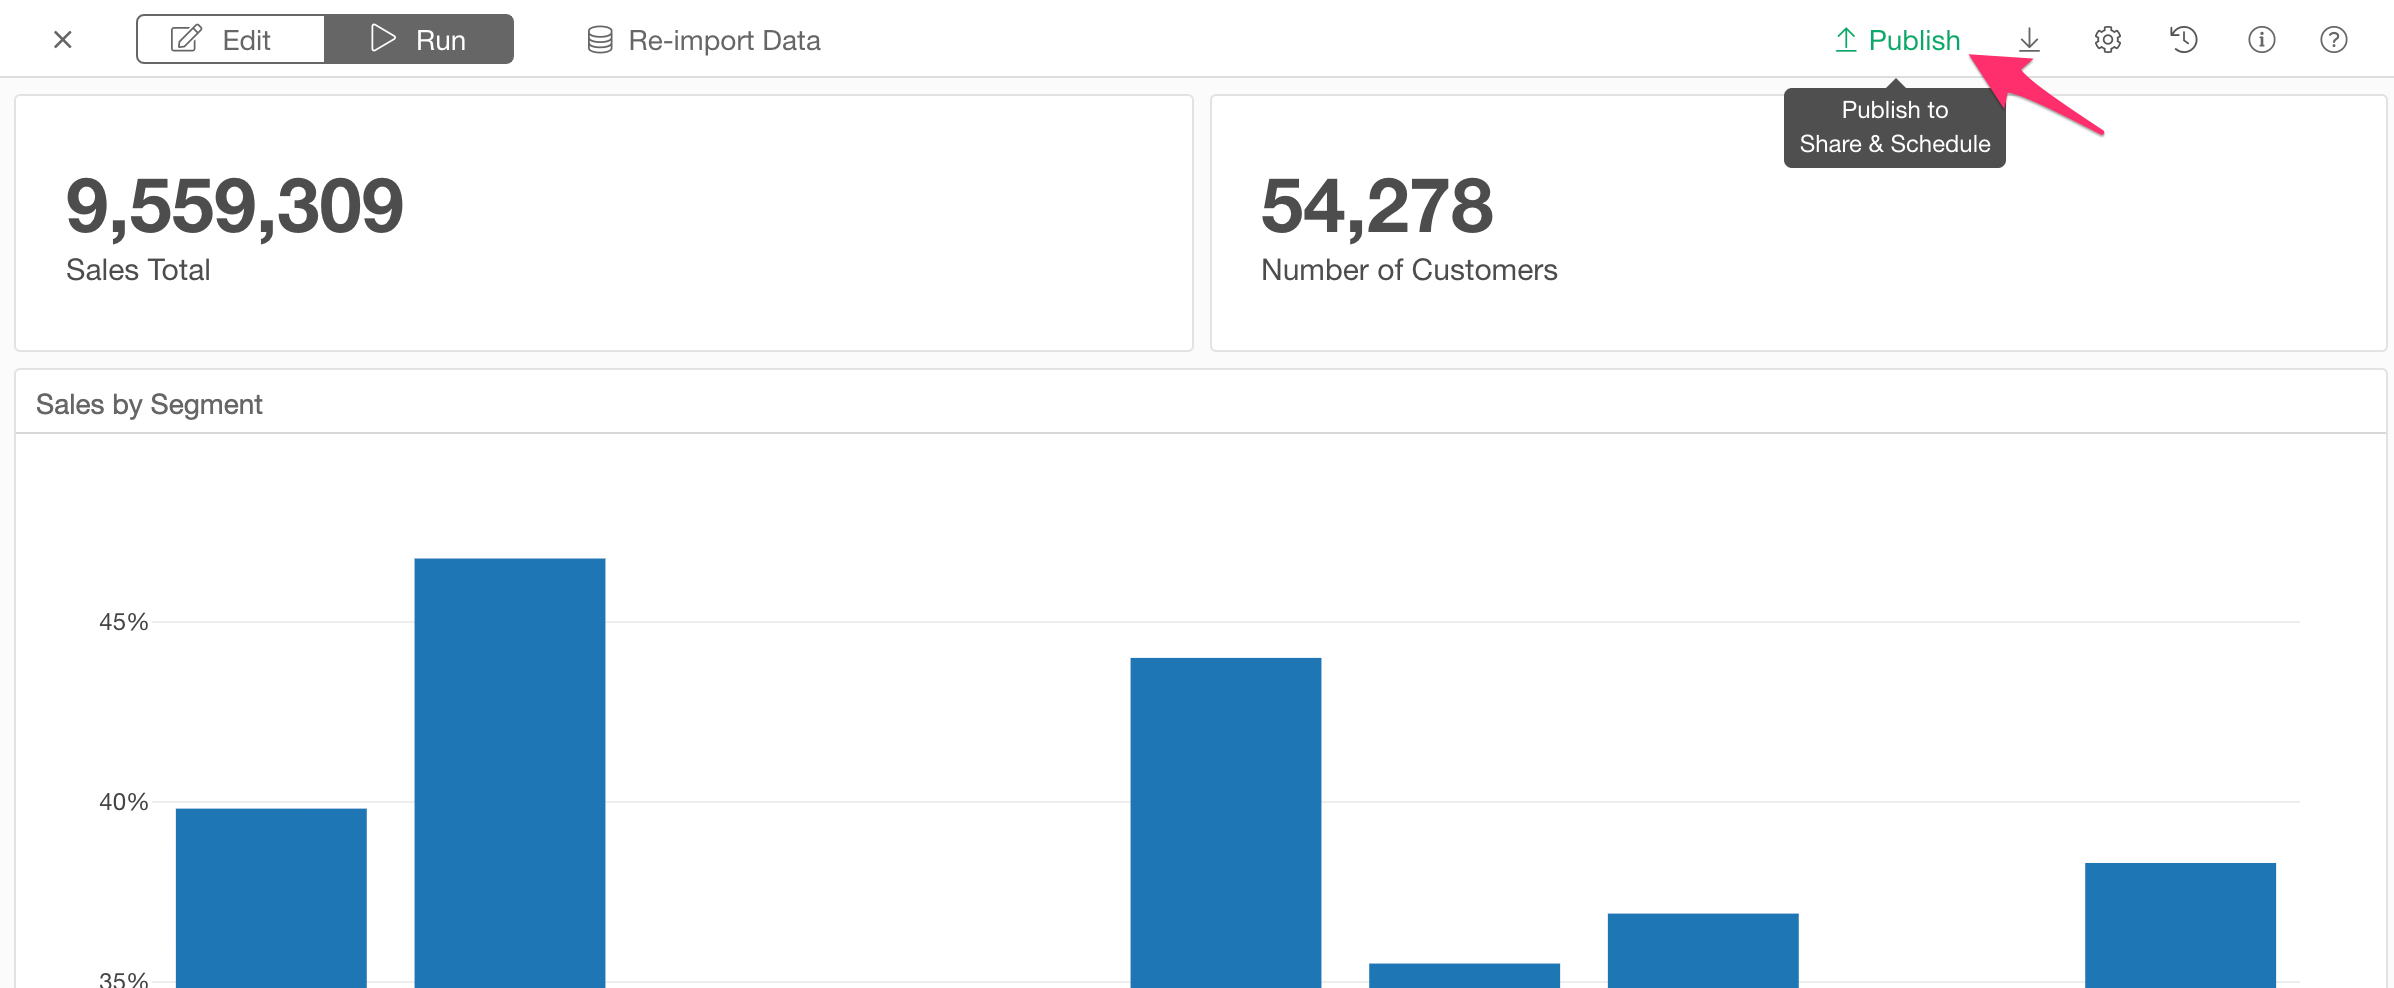 Edit
Run
Re-import Data
Publish
Publish to
Share & Schedule
9,559,309
Sales Total
54,278
Number of Customers
Sales by Segment
45%
40%
35%